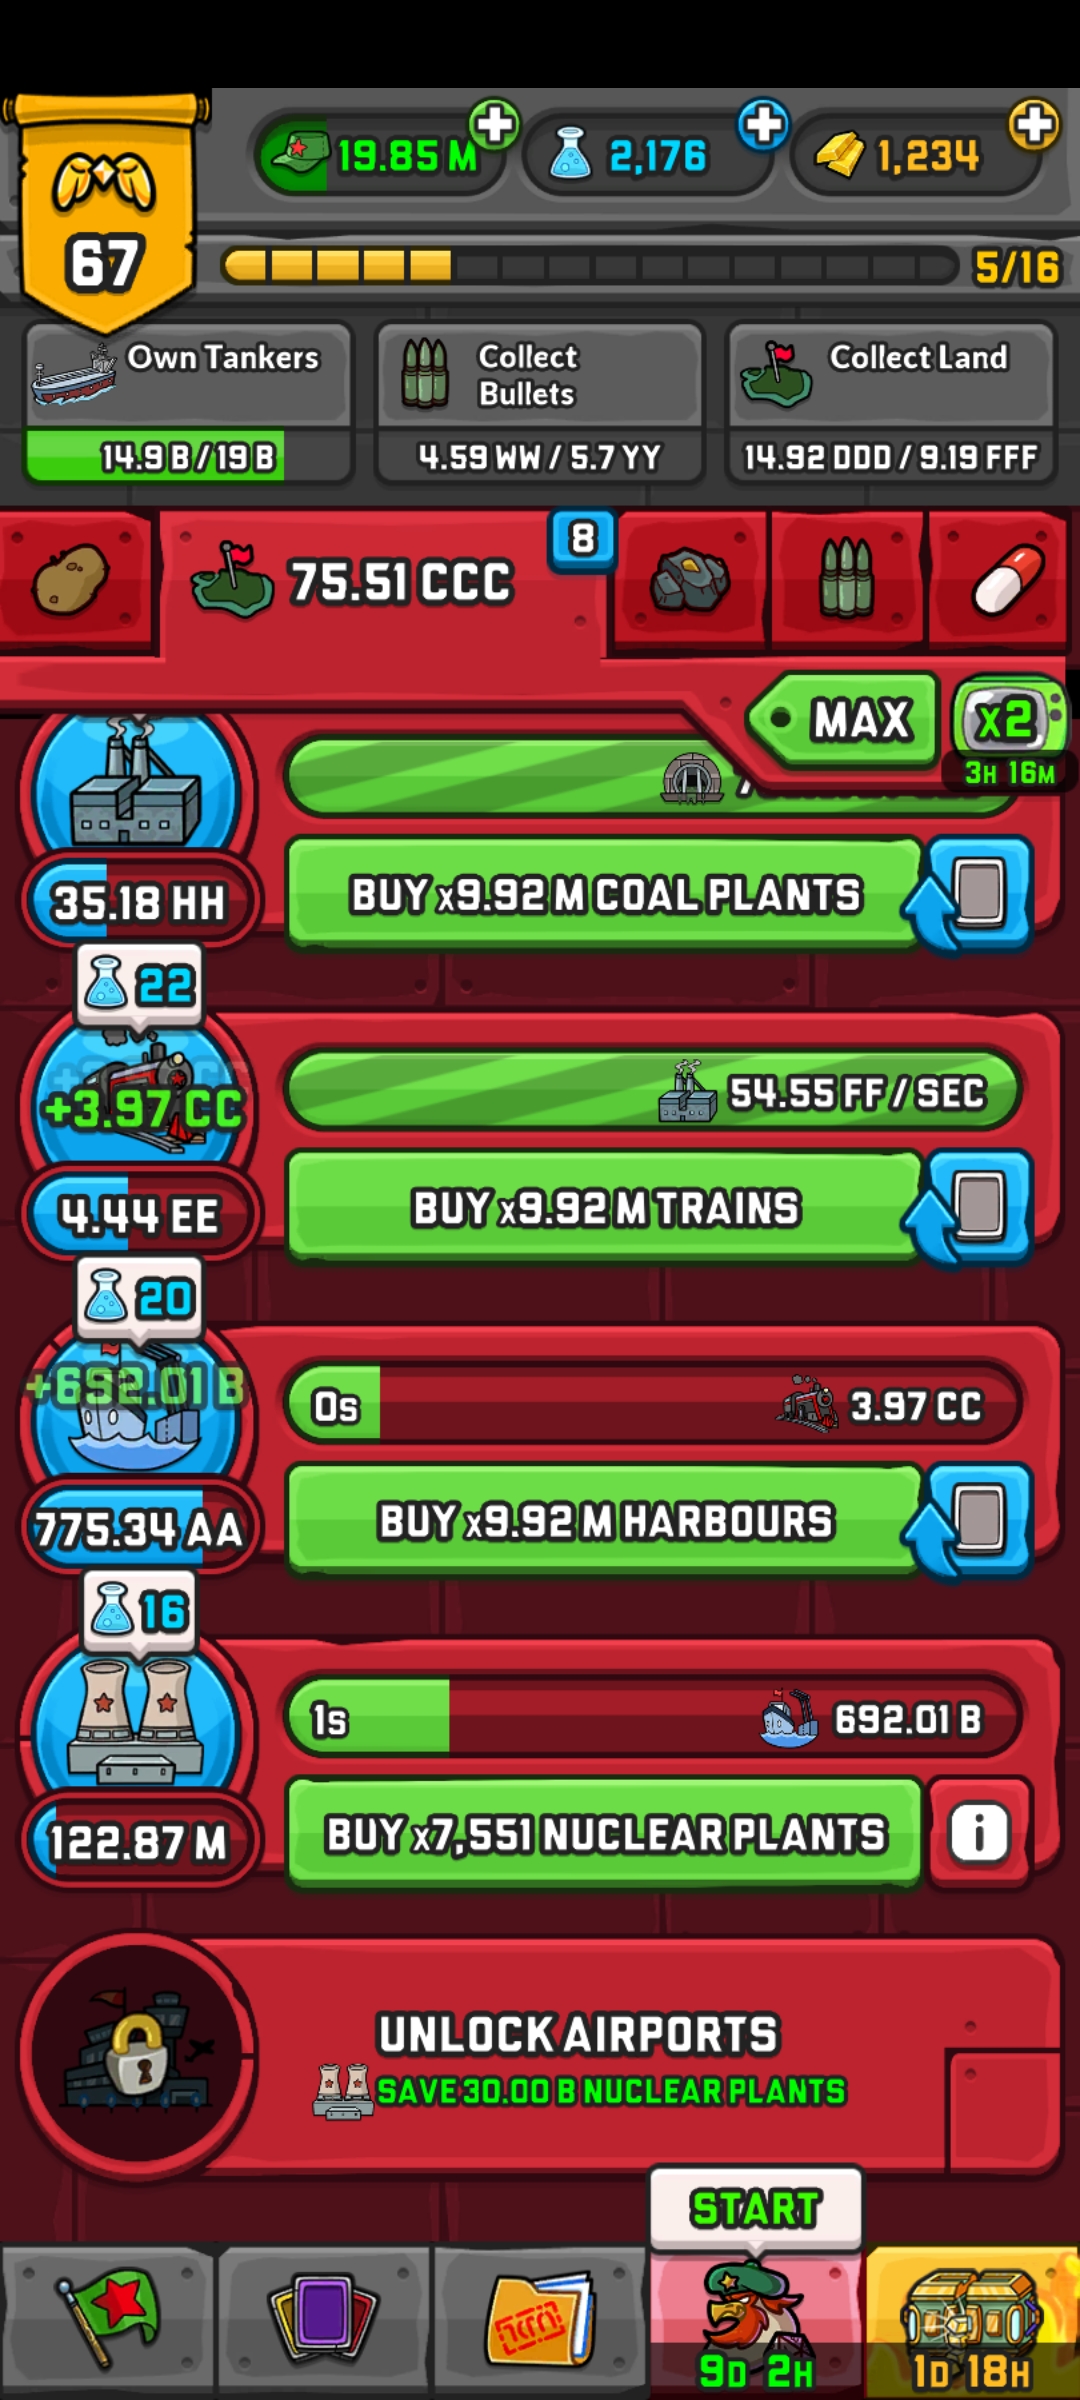 19.85 M
2,176
1,234
67
5/16
Own Tankers
14.9 B / 19 B
Collect
Bullets
4.59 WW / 5.7 YY
Collect Land
14.92 DDD / 9.19 FFF
75.51 CCC
8
MAX
x2
3H 16M
35.18 HH
BUY x9.92 M COAL PLANTS
22
+3.97 CC
54.55 FF / SEC
4.44 EE
BUY x9.92 M TRAINS
20
+692.01 B
0s
3.97 CC
775.34 AA
BUY x9.92 M HARBOURS
16
1s
692.01 B
122.87 M
BUY x7,551 NUCLEAR PLANTS
i
UNLOCK AIRPORTS
SAVE 30.00 B NUCLEAR PLANTS
START
9D 2H
1D 18H